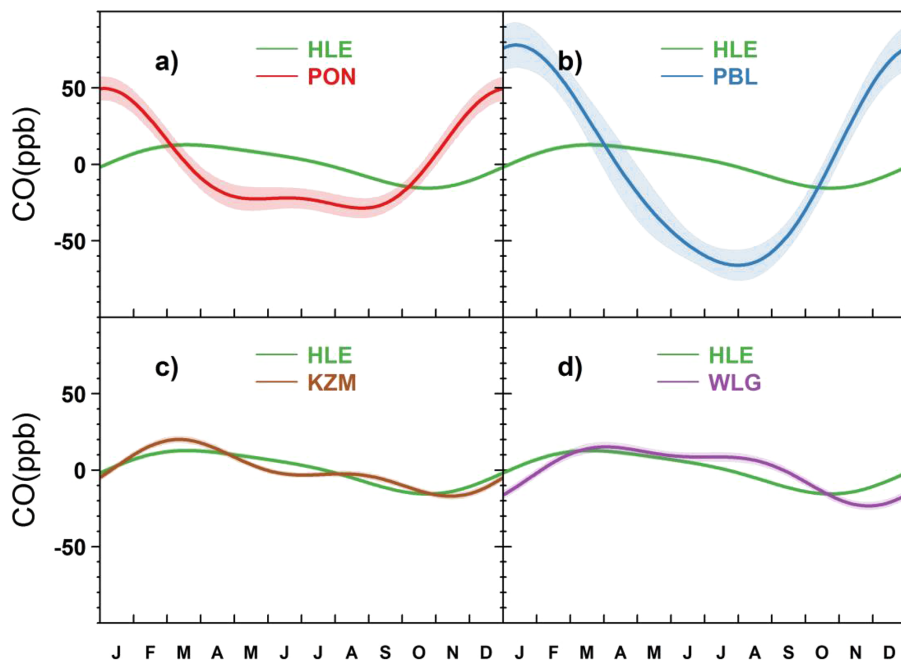 a)
HLE
PON
b)
HLE
PBL
CO(ppb)
50
0
-50
c)
HLE
KZM
d)
HLE
WLG
CO(ppb)
50
0
-50
J F M A M J J A S O N D
J F M A M J J A S O N D